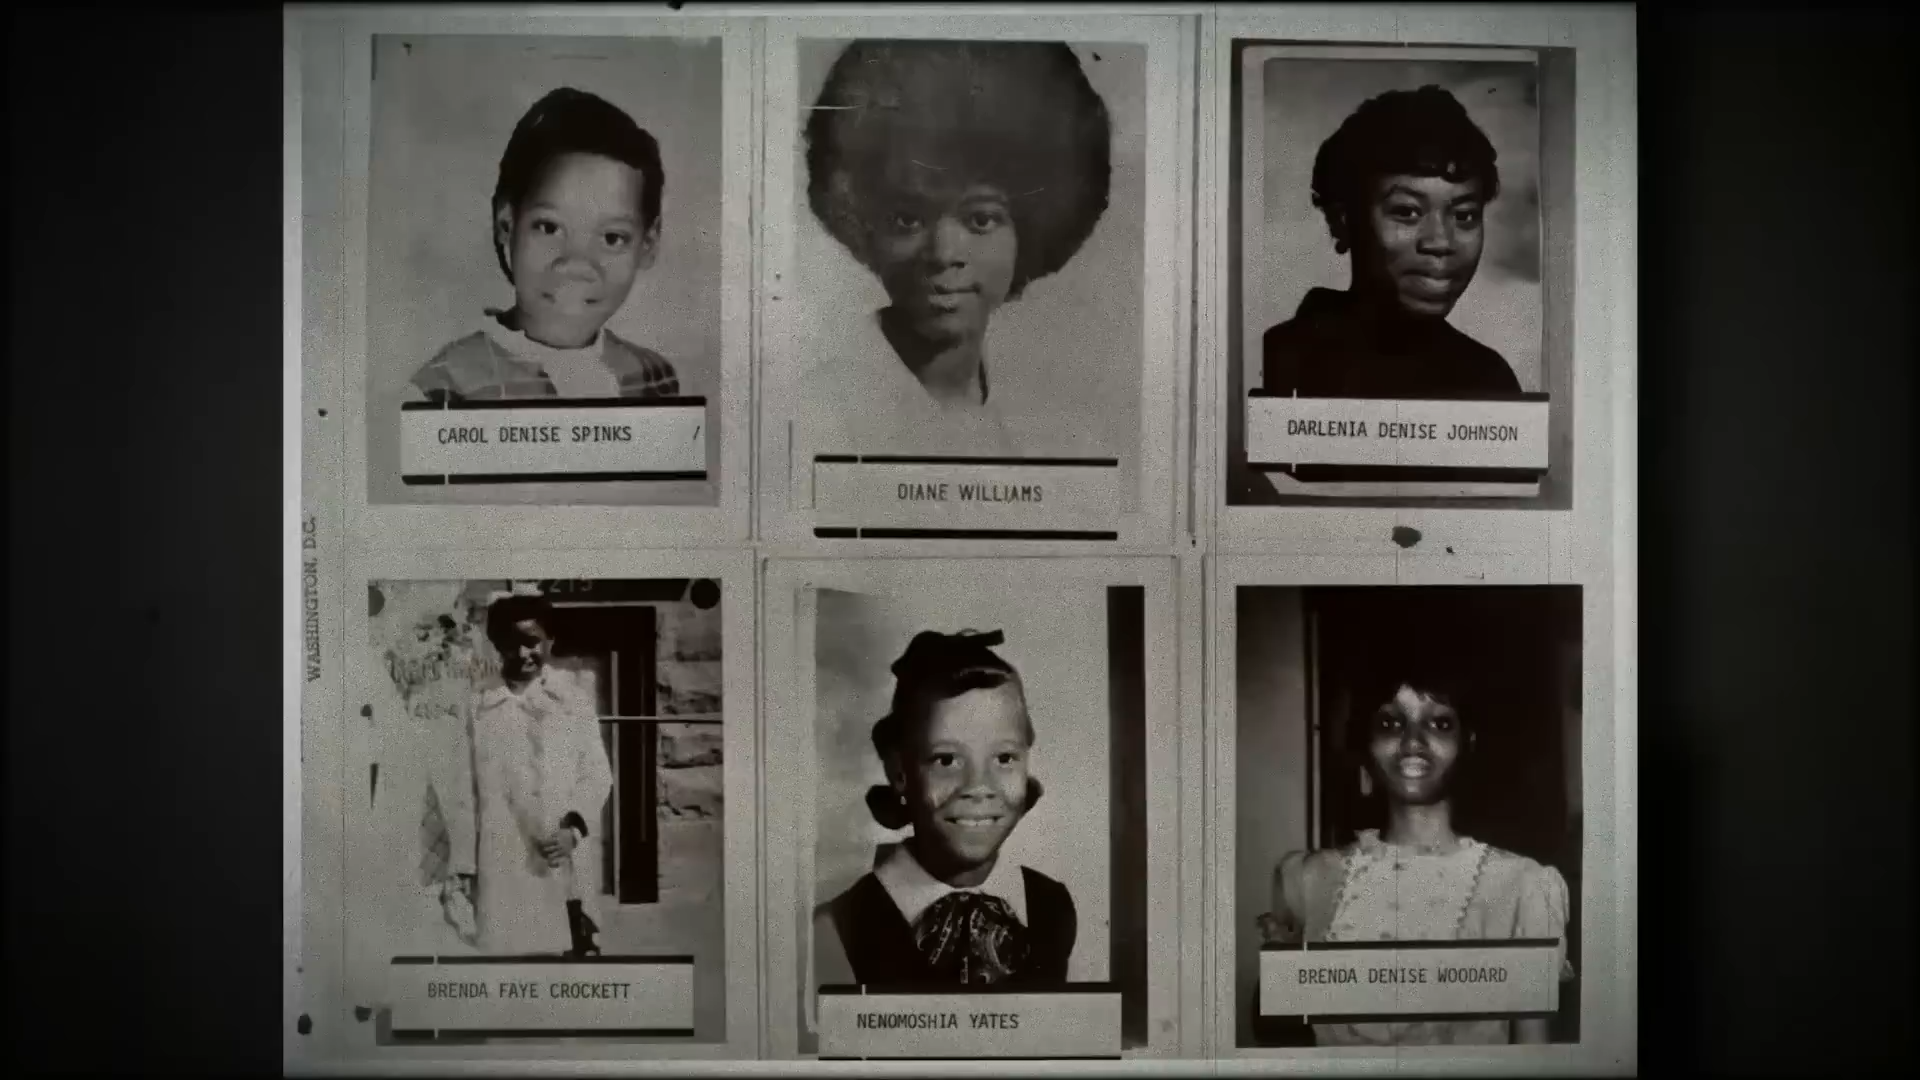 CAROL DENISE SPINKS /
DIANE WILLIAMS
DARLENIA DENISE JOHNSON
WASHINGTON, D.C.
BRENDA FAYE CROCKETT
NENOMOSHIA YATES
BRENDA DENISE WOODARD